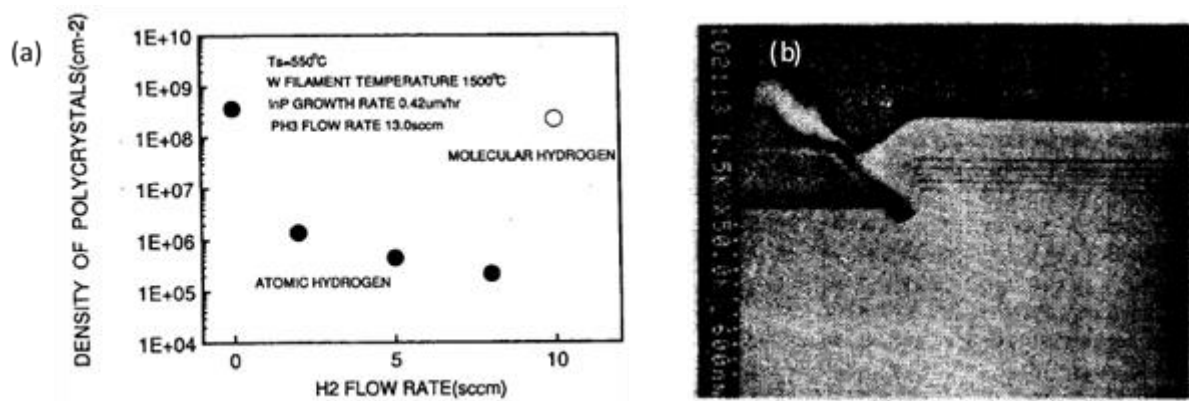 (a)
DENSITY OF POLYCRYSTALS(cm-2)
1E+10
1E+09
1E+08
1E+07
1E+06
1E+05
1E+04
Ts=550°C
W FILAMENT TEMPERATURE 1500°C
InP GROWTH RATE 0.42um/hr
PH3 FLOW RATE 13.0sccm
MOLECULAR HYDROGEN
ATOMIC HYDROGEN
0
5
10
H2 FLOW RATE(sccm)
(b)